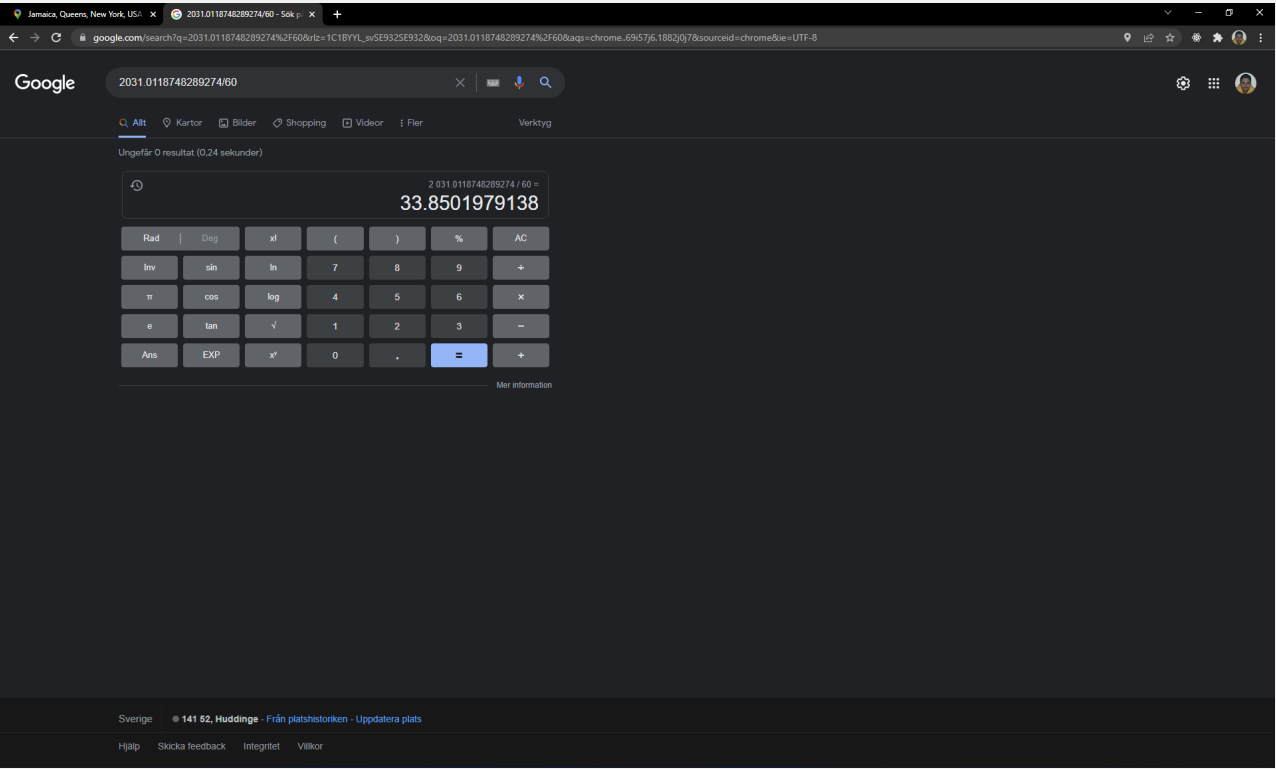 Jamaica, Queens, New York, USA
2031.0118748289274/60 - Sök p
google.com/search?q=2031.0118748289274%2F60&rlz=1C1BYYL_svSE932SE932&oq=2031.0118748289274%2F60&aqs=chrome..69i57j6.1882j0j7&sourceid=chrome&ie=UTF-8
Google
2031.0118748289274/60
Allt Kartor Bilder Shopping Videor Fler Verktyg
Ungefär 0 resultat (0,24 sekunder)
2 031.0118748289274 / 60 =
33.8501979138
Rad | Deg x! ( ) % AC
Inv sin ln 7 8 9 ÷
π cos log 4 5 6 ×
e tan √ 1 2 3 −
Ans EXP xʸ 0 . = +
Mer information
Sverige 141 52, Huddinge - Från platshistoriken - Uppdatera plats
Hjälp Skicka feedback Integritet Villkor